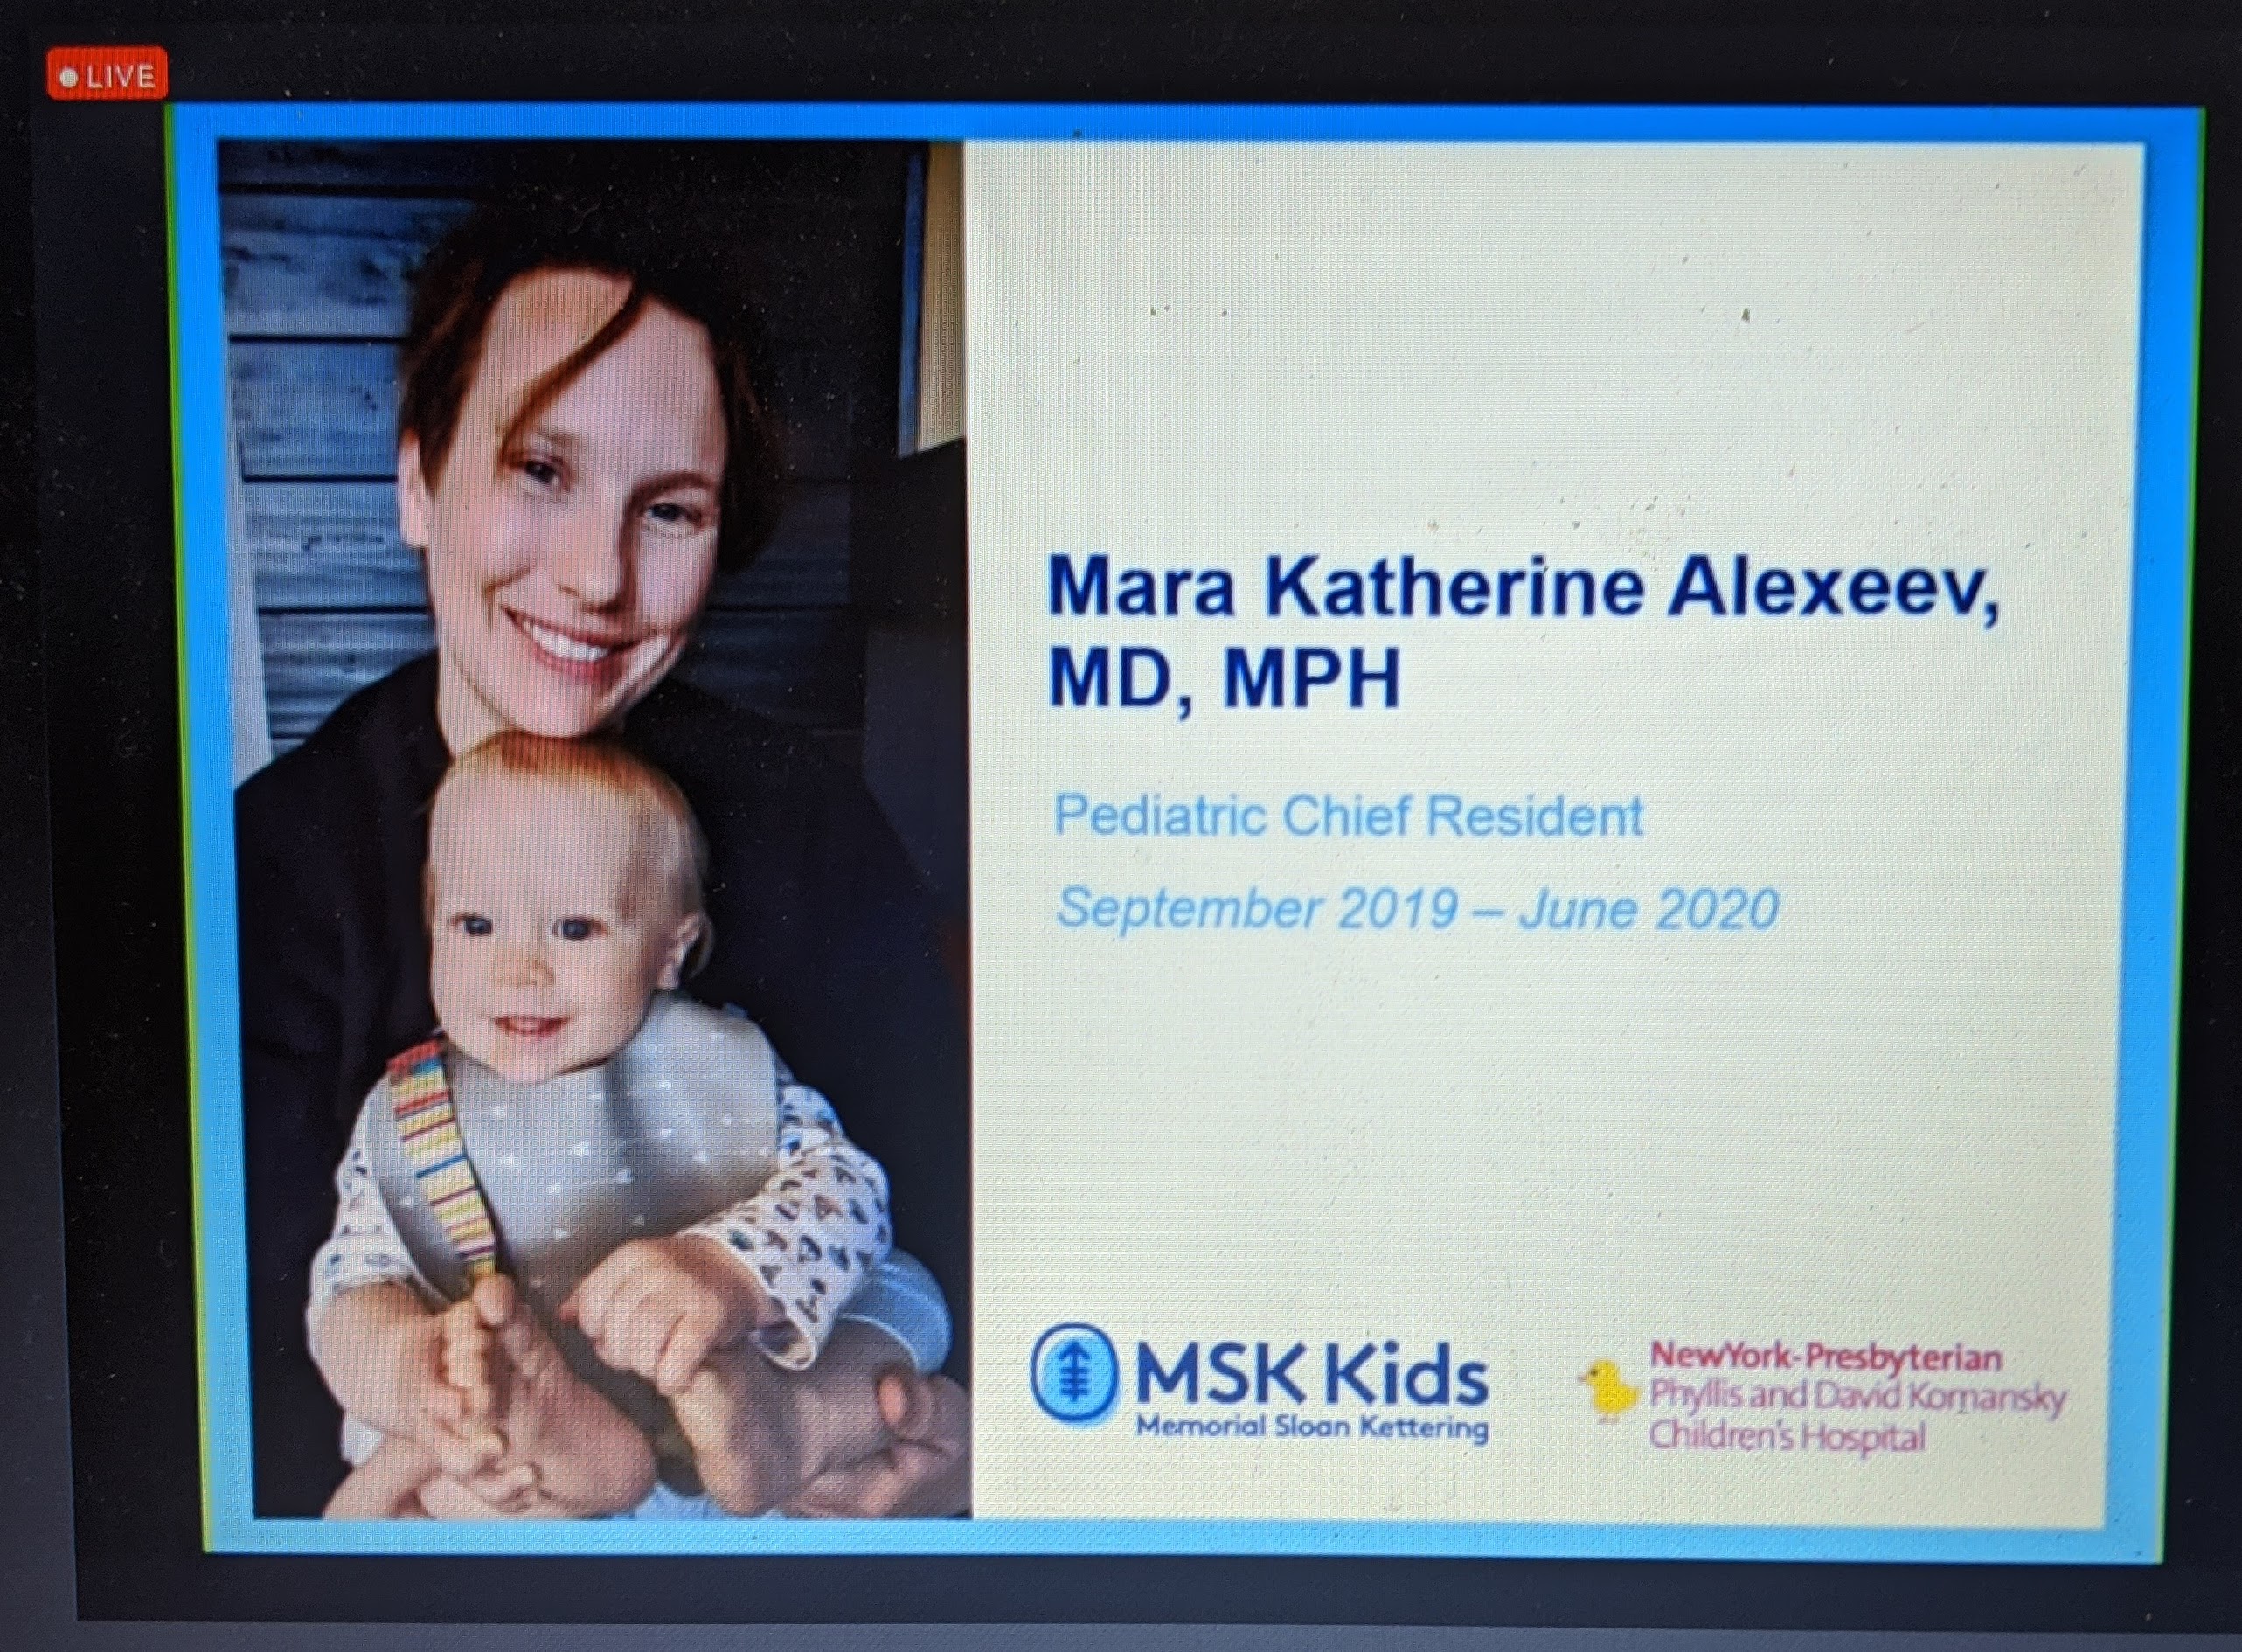 LIVE
Mara Katherine Alexeev,
MD, MPH
Pediatric Chief Resident
September 2019 – June 2020
MSK Kids
Memorial Sloan Kettering
NewYork-Presbyterian
Phyllis and David Komansky
Children's Hospital